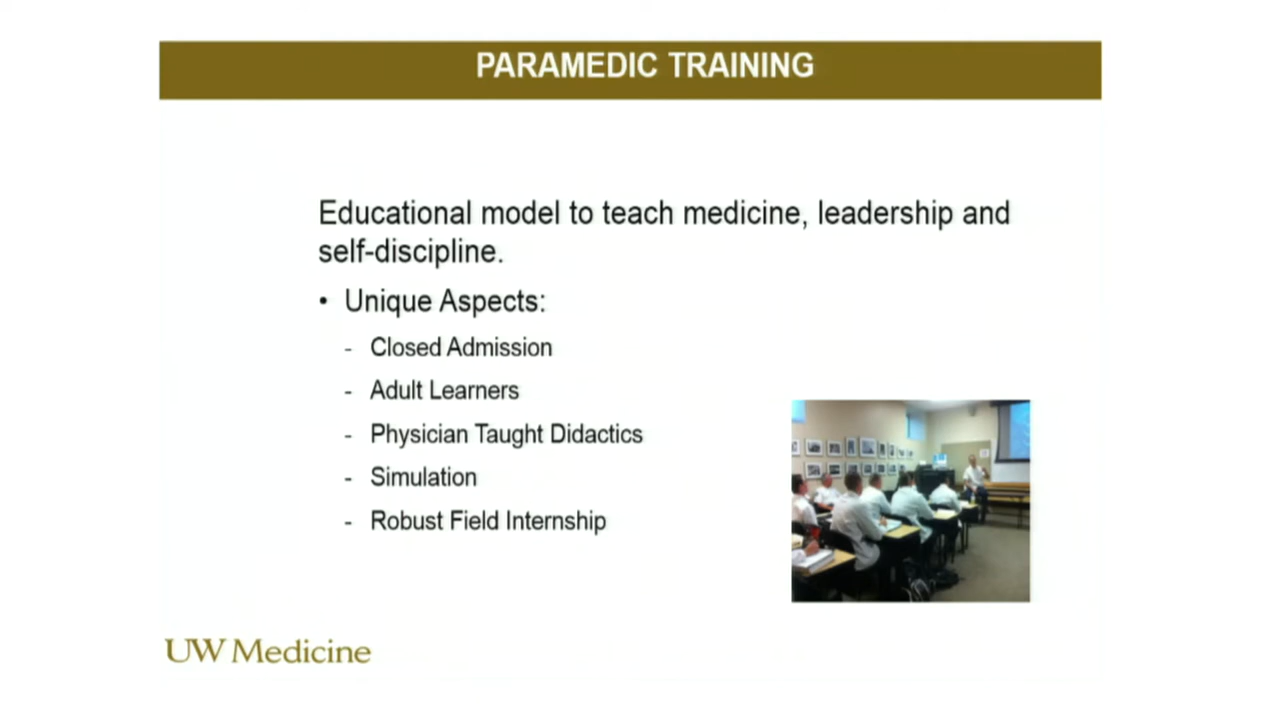 PARAMEDIC TRAINING
Educational model to teach medicine, leadership and
self-discipline.
• Unique Aspects:
- Closed Admission
- Adult Learners
- Physician Taught Didactics
- Simulation
- Robust Field Internship
UW Medicine